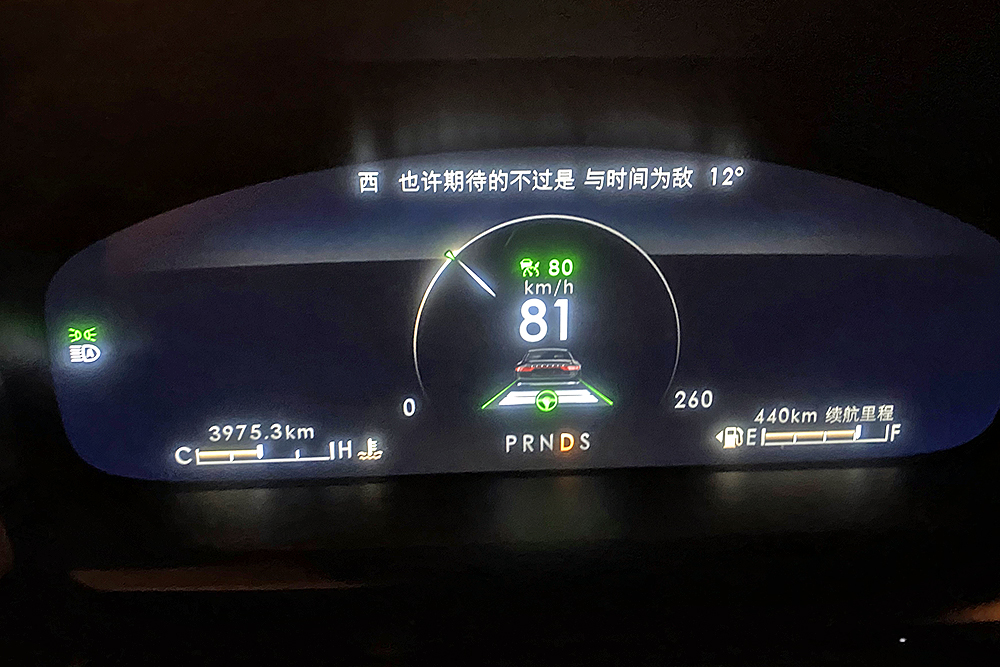 西 也许期待的不过是 与时间为敌 12°
80
km/h
81
0
260
3975.3km
440km 续航里程
C H
PRNDS
E F